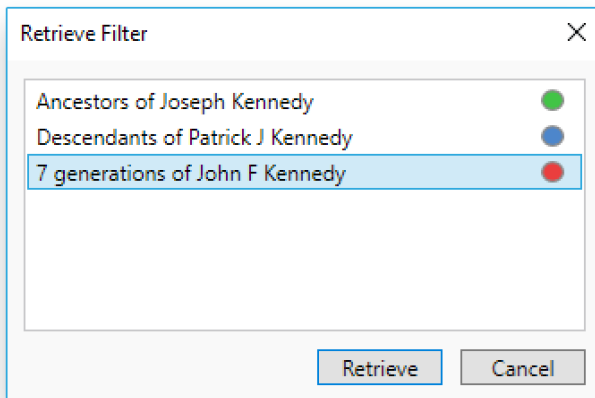 Retrieve Filter
Ancestors of Joseph Kennedy
Descendants of Patrick J Kennedy
7 generations of John F Kennedy
Retrieve Cancel